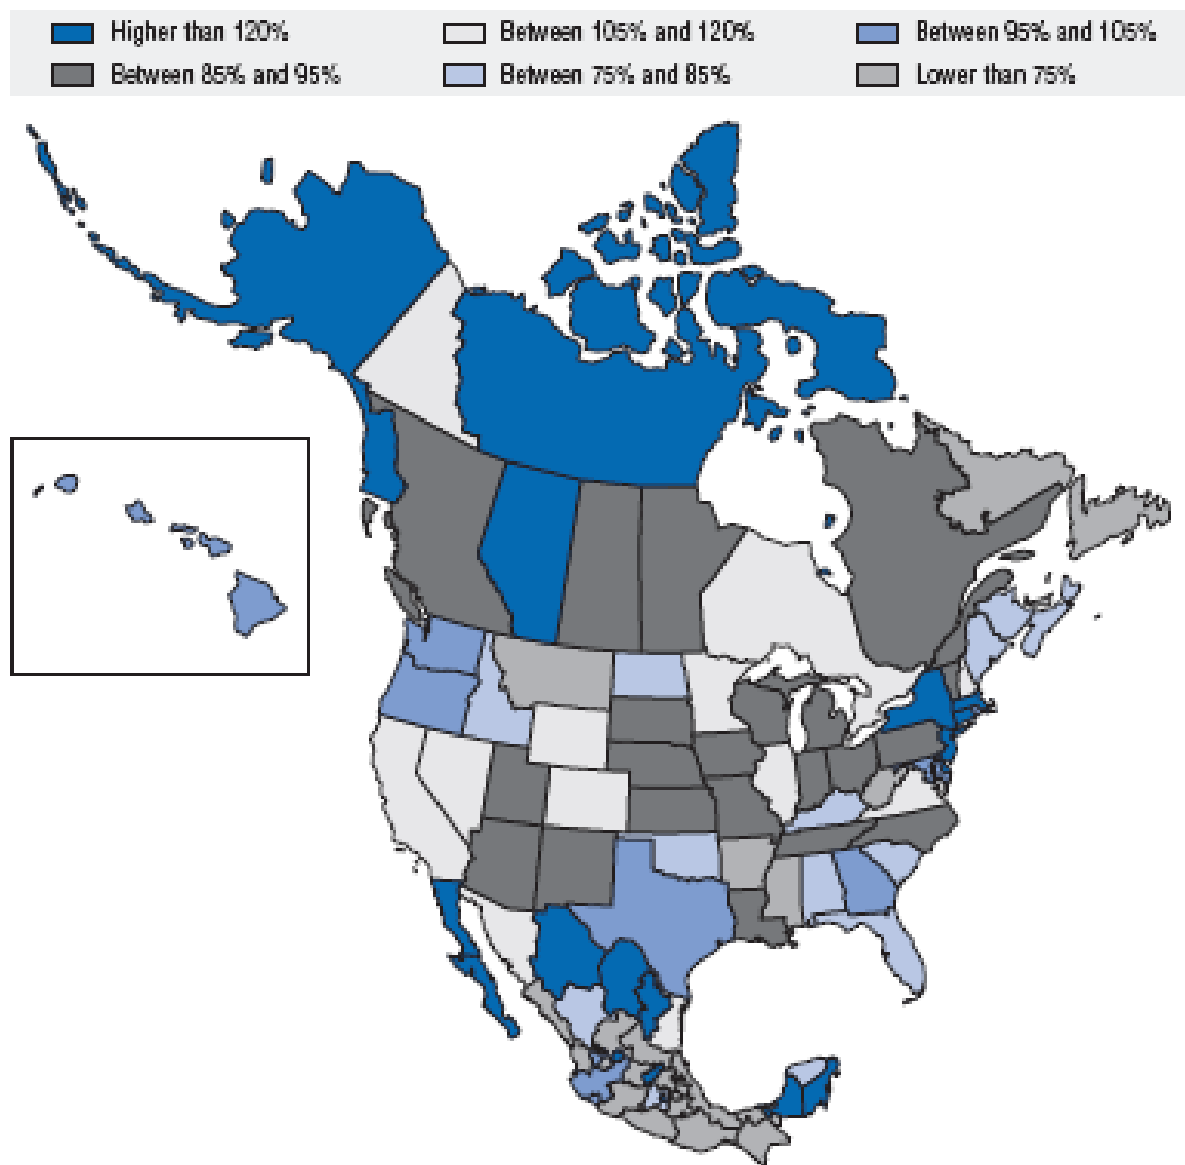 Higher than 120% Between 105% and 120% Between 95% and 105%
Between 85% and 95% Between 75% and 85% Lower than 75%